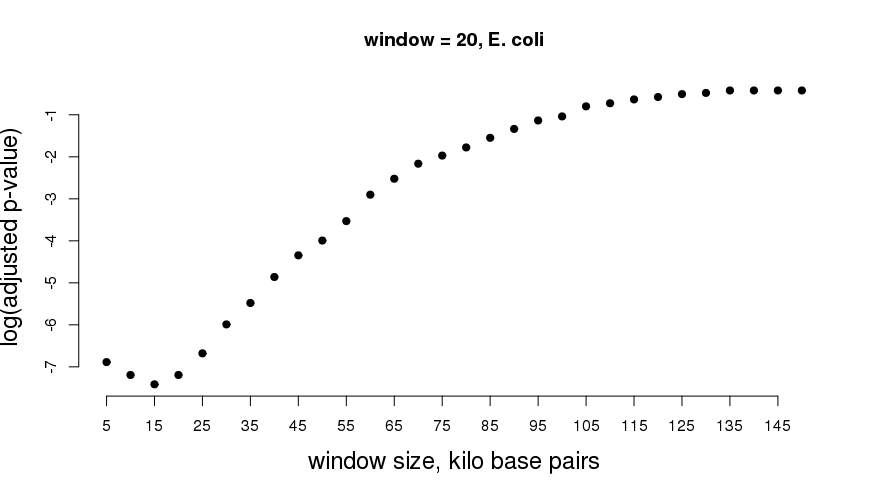 window = 20, E. coli
log(adjusted p-value)
-1
-2
-3
-4
-5
-6
-7
5 15 25 35 45 55 65 75 85 95 105 115 125 135 145
window size, kilo base pairs